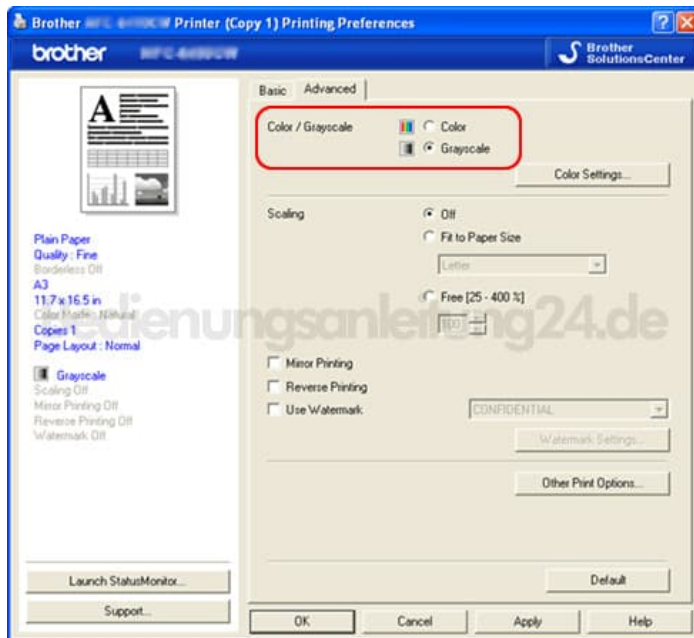 Brother Printer (Copy 1) Printing Preferences
brother
Brother
SolutionsCenter
Basic Advanced
Color / Grayscale
Color
Grayscale
Color Settings...
Scaling
Off
Fit to Paper Size
Letter
Free [25 - 400 %]
100
Mirror Printing
Reverse Printing
Use Watermark
CONFIDENTIAL
Watermark Settings...
Other Print Options...
Default
A
Plain Paper
Quality : Fine
Borderless Off
A3
11.7 x 16.5 in
Color Mode : Natural
Copies 1
Page Layout : Normal
Grayscale
Scaling Off
Mirror Printing Off
Reverse Printing Off
Watermark Off
bedienungsanleitung24.de
Launch StatusMonitor...
Support...
OK Cancel Apply Help